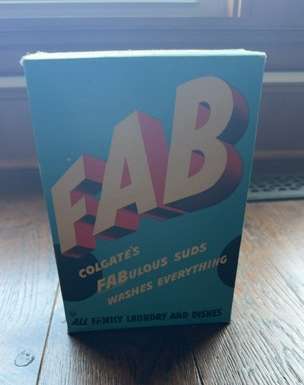 FAB
COLGATE'S
FABULOUS SUDS
WASHES EVERYTHING
ALL FAMILY LAUNDRY AND DISHES